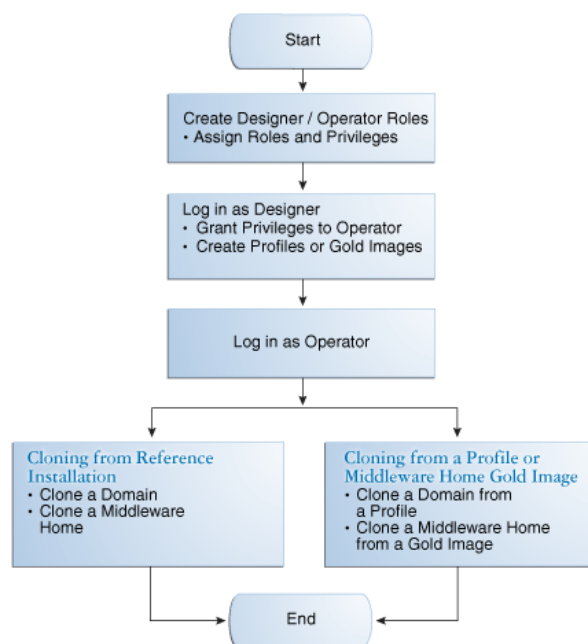 Start
Create Designer / Operator Roles
• Assign Roles and Privileges
Log in as Designer
• Grant Privileges to Operator
• Create Profiles or Gold Images
Log in as Operator
Cloning from Reference
Installation
• Clone a Domain
• Clone a Middleware
Home
Cloning from a Profile or
Middleware Home Gold Image
• Clone a Domain from
a Profile
• Clone a Middleware Home
from a Gold Image
End